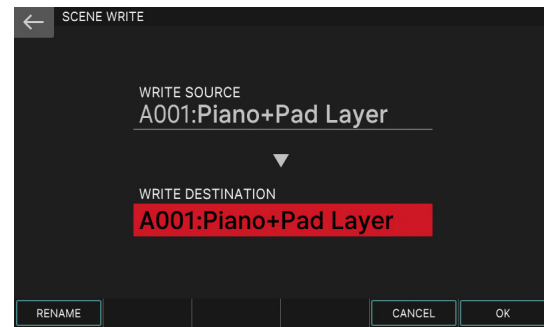 SCENE WRITE
WRITE SOURCE
A001:Piano+Pad Layer
WRITE DESTINATION
A001:Piano+Pad Layer
RENAME CANCEL OK